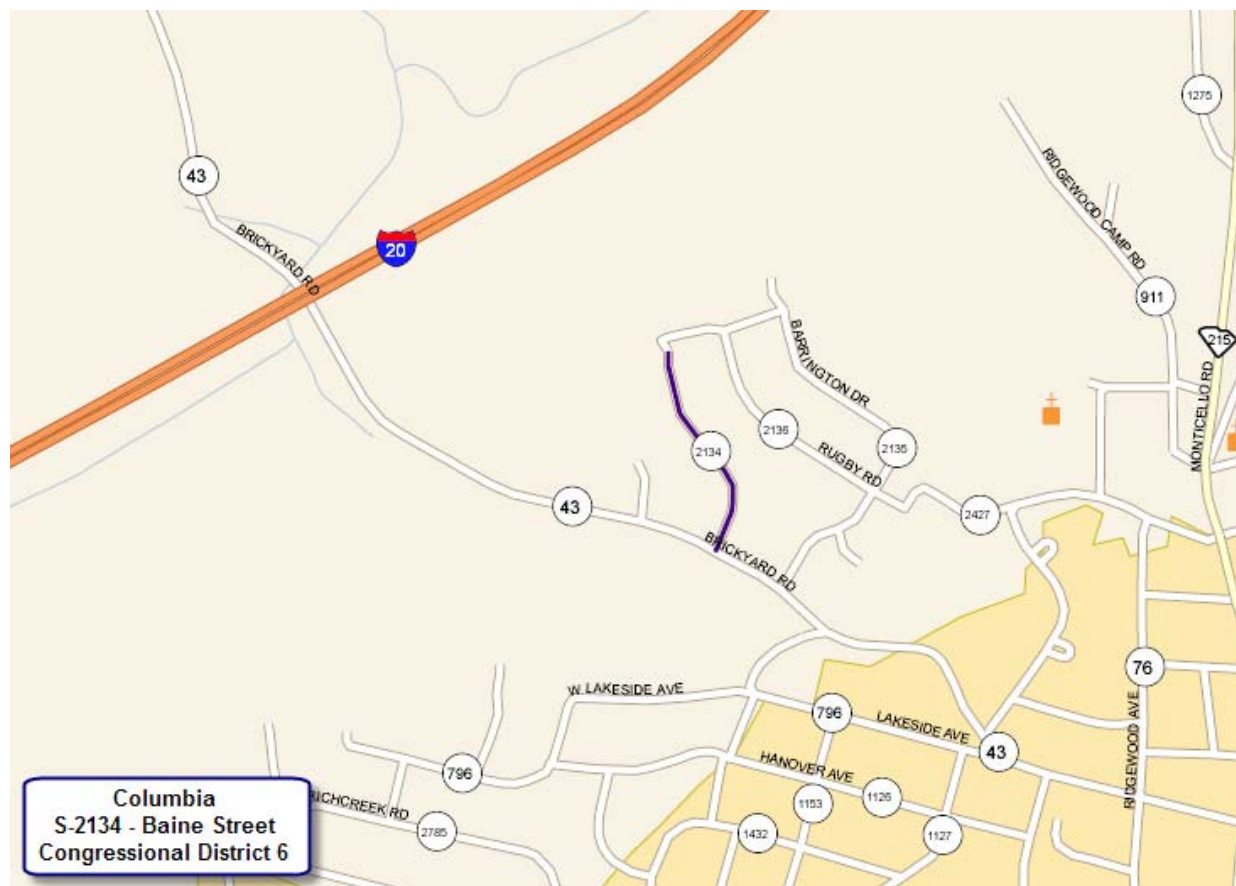 1275
43
RIDGEWOOD CAMP RD
BRICKYARD RD
20
911
215
BARRINGTON DR
MONTICELLO RD
2134
2136
2135
RUGBY RD
43
2427
BRICKYARD RD
76
W LAKESIDE AVE
796
LAKESIDE AVE
43
RIDGEWOOD AVE
HANOVER AVE
796
1153
1126
RICHCREEK RD
2785
1432
1127
Columbia
S-2134 - Baine Street
Congressional District 6